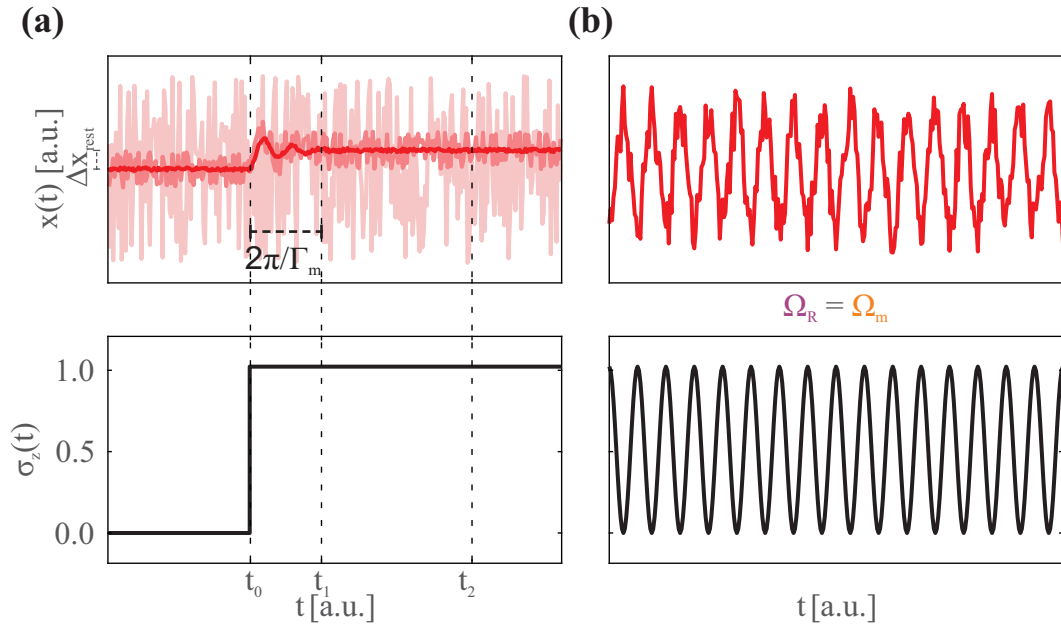 (a)
(b)
x(t) [a.u.]
Δx_rest
2π/Γ_m
Ω_R = Ω_m
σ_z(t)
1.0
0.5
0.0
t_0
t_1
t_2
t [a.u.]
t [a.u.]